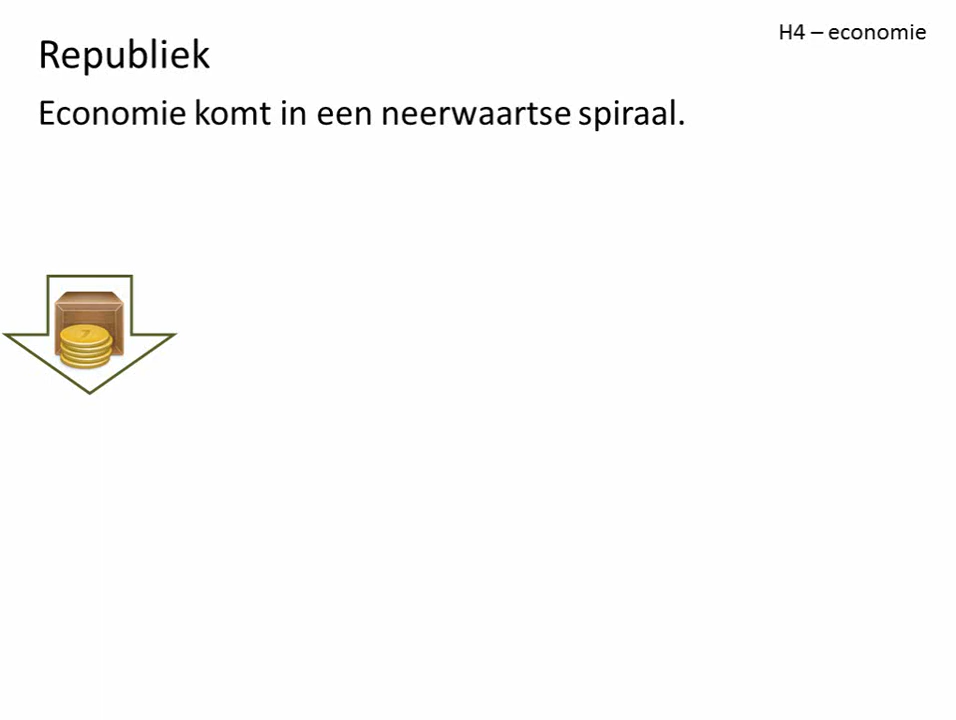 H4 – economie
Republiek
Economie komt in een neerwaartse spiraal.